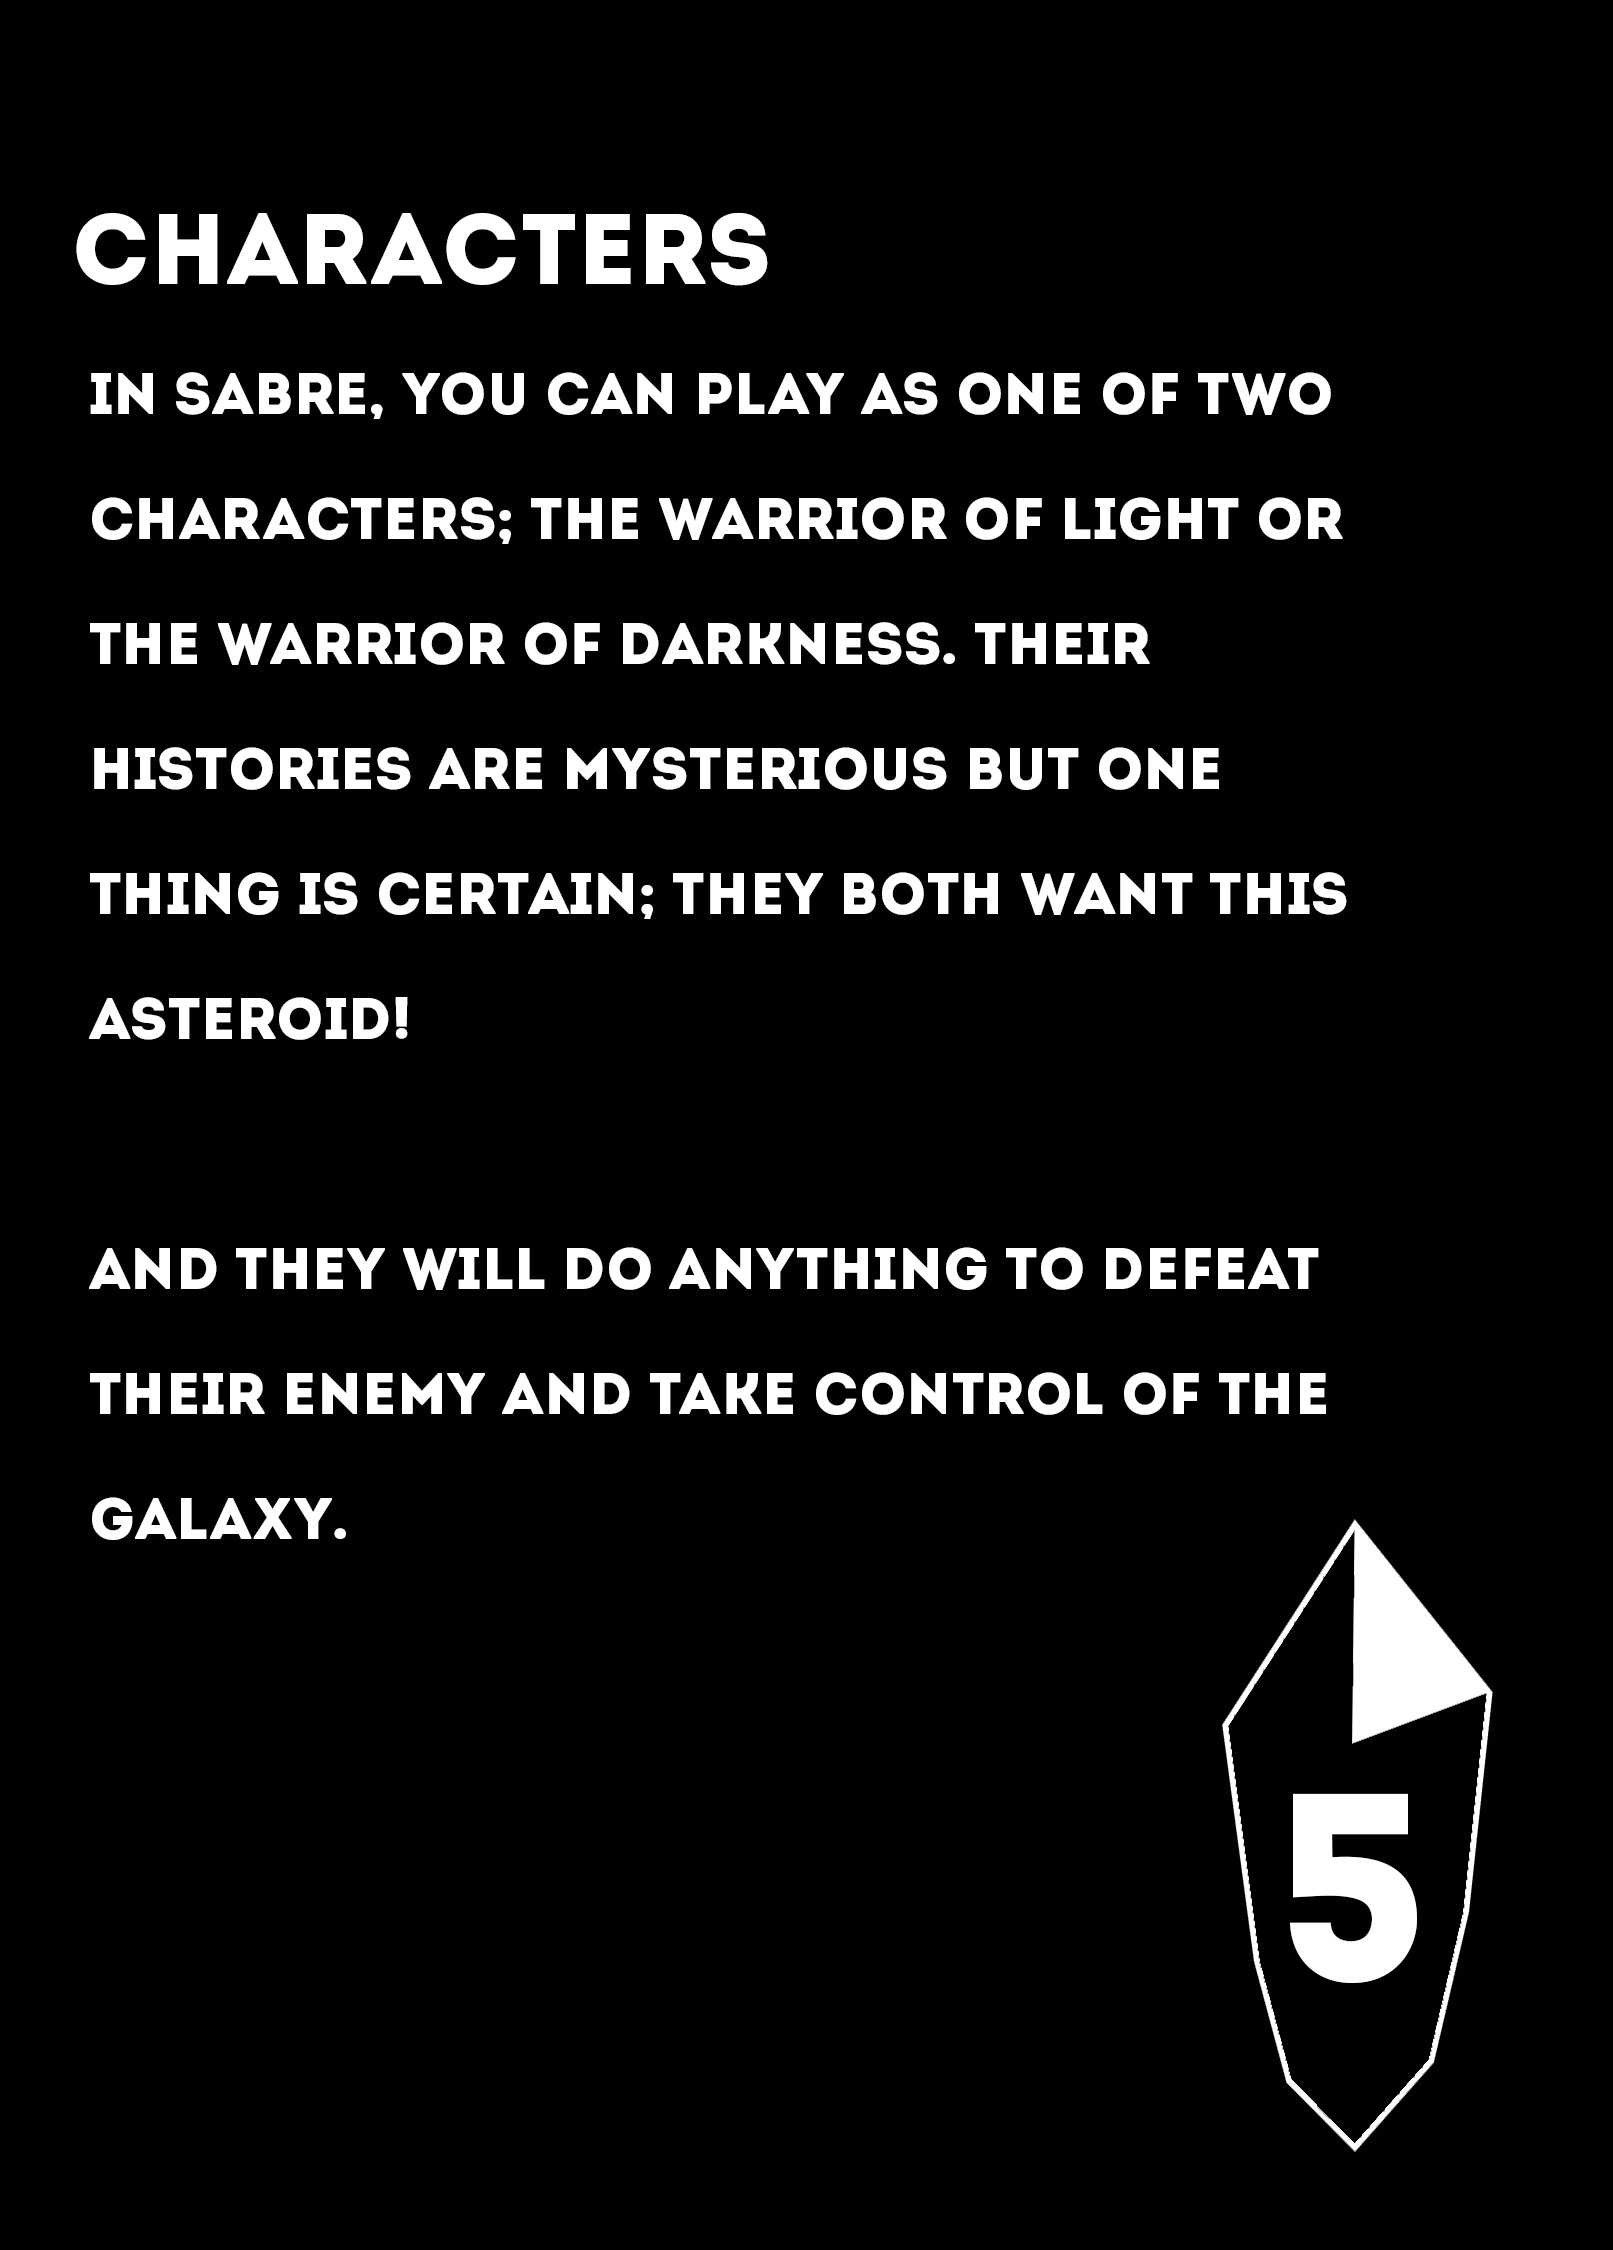 CHARACTERS
IN SABRE, YOU CAN PLAY AS ONE OF TWO
CHARACTERS; THE WARRIOR OF LIGHT OR
THE WARRIOR OF DARKNESS. THEIR
HISTORIES ARE MYSTERIOUS BUT ONE
THING IS CERTAIN; THEY BOTH WANT THIS
ASTEROID!
AND THEY WILL DO ANYTHING TO DEFEAT
THEIR ENEMY AND TAKE CONTROL OF THE
GALAXY.
5